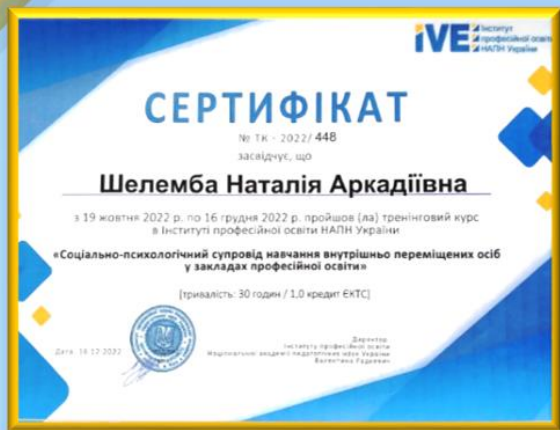 iVE
Інститут
професійної освіти
НАПН України
СЕРТИФІКАТ
№ ТК - 2022/ 448
засвідчує, що
Шелемба Наталія Аркадіївна
з 19 жовтня 2022 р. по 16 грудня 2022 р. пройшов (ла) тренінговий курс
в Інституті професійної освіти НАПН України
«Соціально-психологічний супровід навчання внутрішньо переміщених осіб
у закладах професійної освіти»
(тривалість: 30 годин / 1,0 кредит ЄКТС)
Дата 16.12.2022
Директор
Інституту професійної освіти
Національної академії педагогічних наук України
Валентина Радкевич